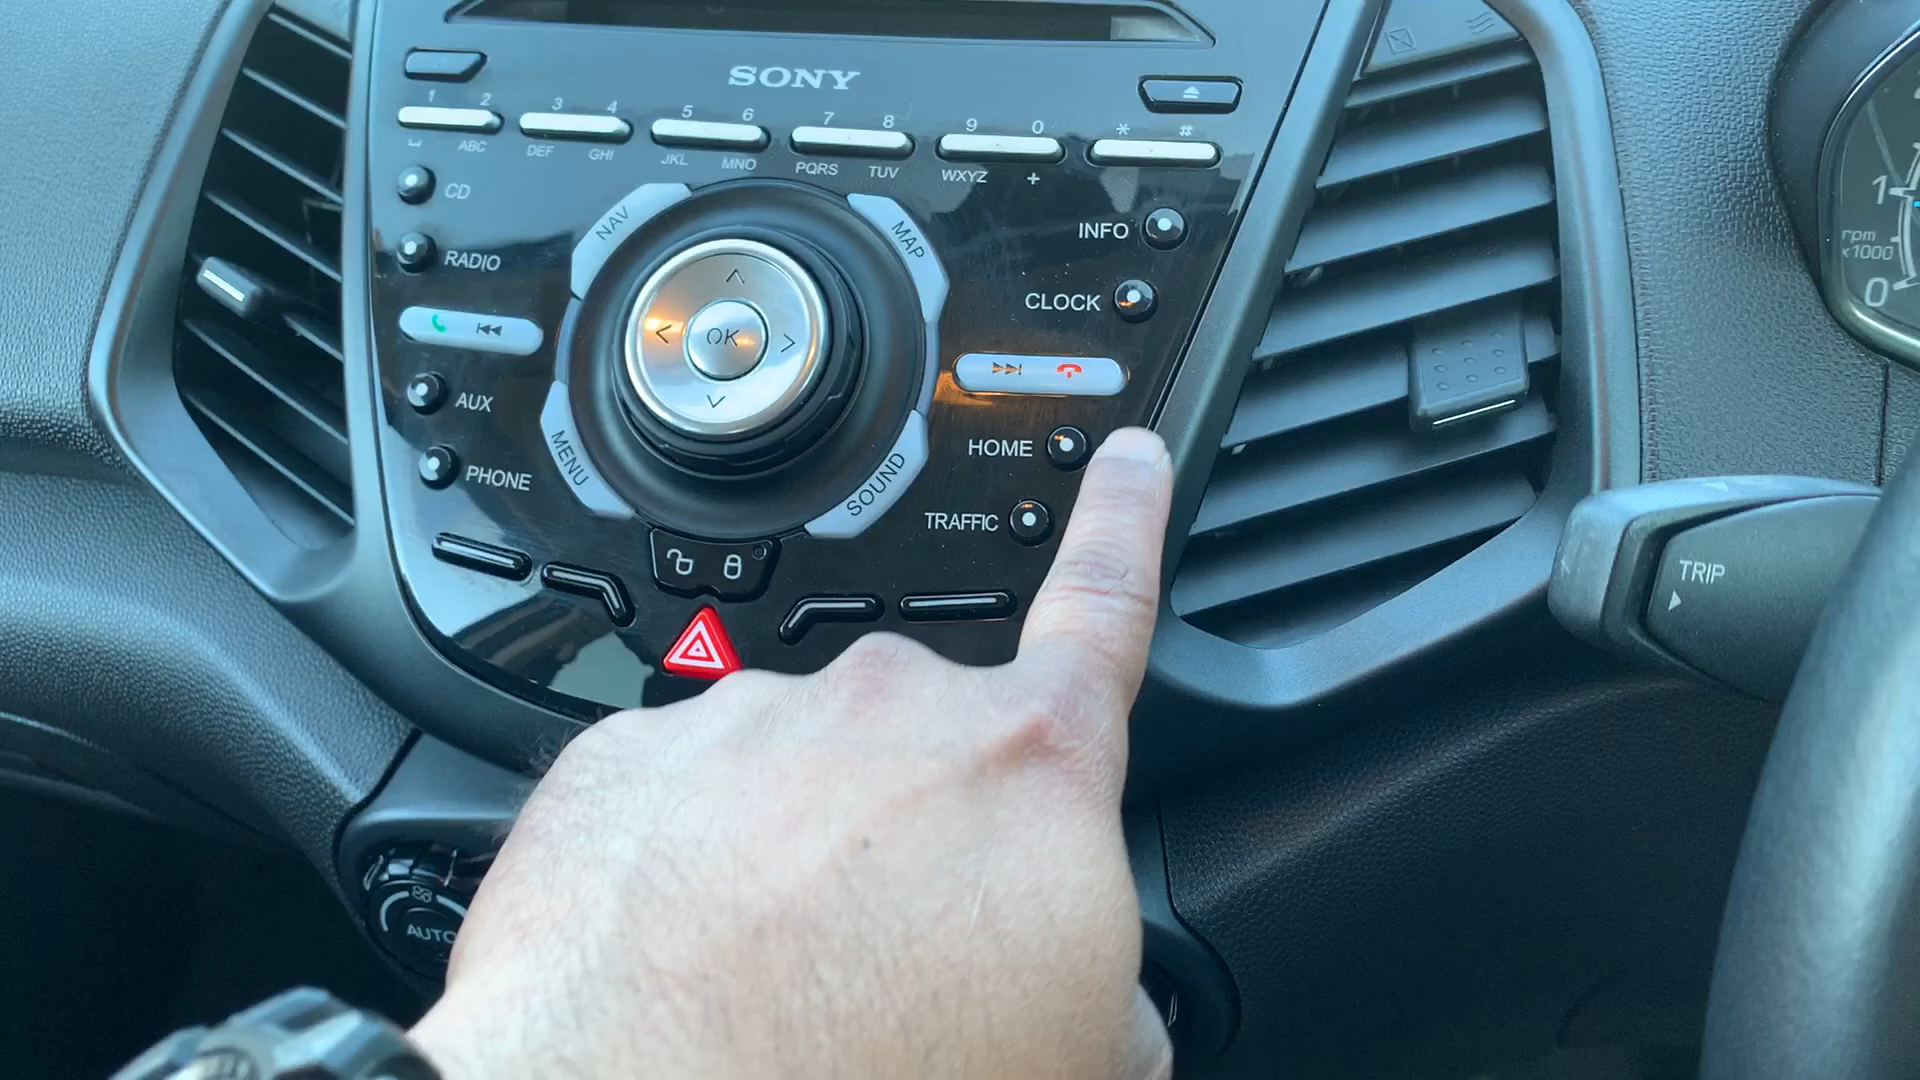 SONY
1 2 3 4 5 6 7 8 9 0 * #
ABC DEF GHI JKL MNO PQRS TUV WXYZ +
CD
RADIO
AUX
PHONE
NAV
MAP
OK
MENU
SOUND
INFO
CLOCK
HOME
TRAFFIC
AUTO
1
rpm
x1000
0
TRIP